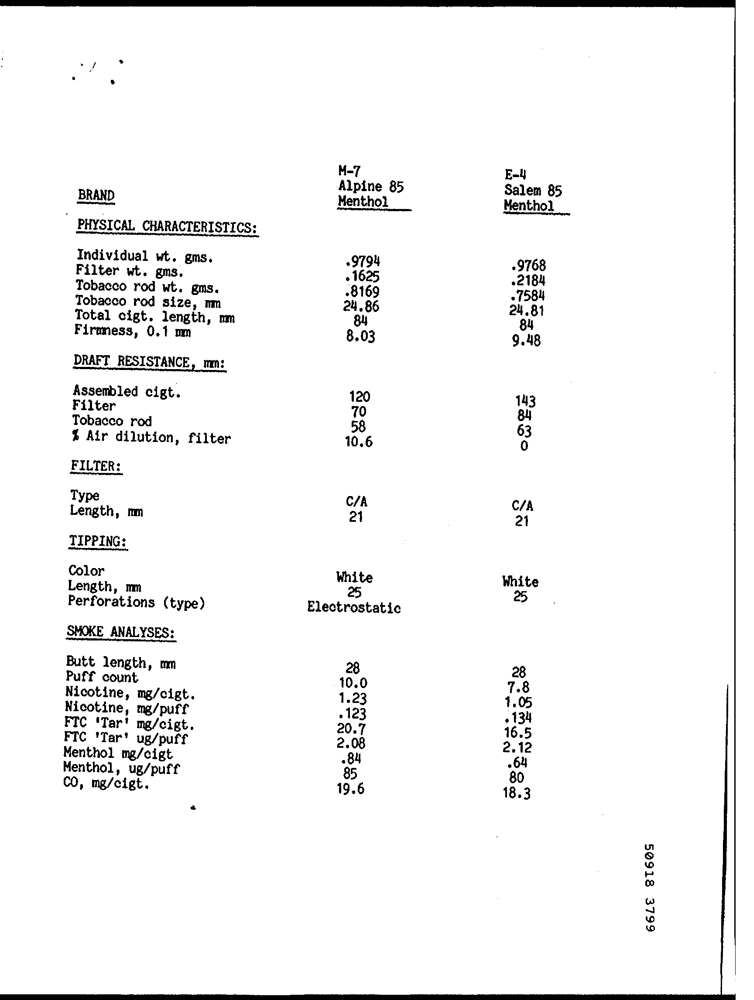 M-7 E-4
Alpine 85 Salem 85
BRAND Menthol Menthol
PHYSICAL CHARACTERISTICS:
Individual wt. gms. .9794 .9768
Filter wt. gms. .1625 .2184
Tobacco rod wt. gms. .8169 .7584
Tobacco rod size, mm 24.86 24.81
Total cigt. length, mm 84 84
Firmness, 0.1 mm 8.03 9.48
DRAFT RESISTANCE, mm:
Assembled cigt. 120 143
Filter 70 84
Tobacco rod 58 63
% Air dilution, filter 10.6 0
FILTER:
Type C/A C/A
Length, mm 21 21
TIPPING:
Color White White
Length, mm 25 25
Perforations (type) Electrostatic
SMOKE ANALYSES:
Butt length, mm 28 28
Puff count 10.0 7.8
Nicotine, mg/cigt. 1.23 1.05
Nicotine, mg/puff .123 .134
FTC 'Tar' mg/cigt. 20.7 16.5
FTC 'Tar' ug/puff 2.08 2.12
Menthol mg/cigt .84 .64
Menthol, ug/puff 85 80
CO, mg/cigt. 19.6 18.3
50918 3799